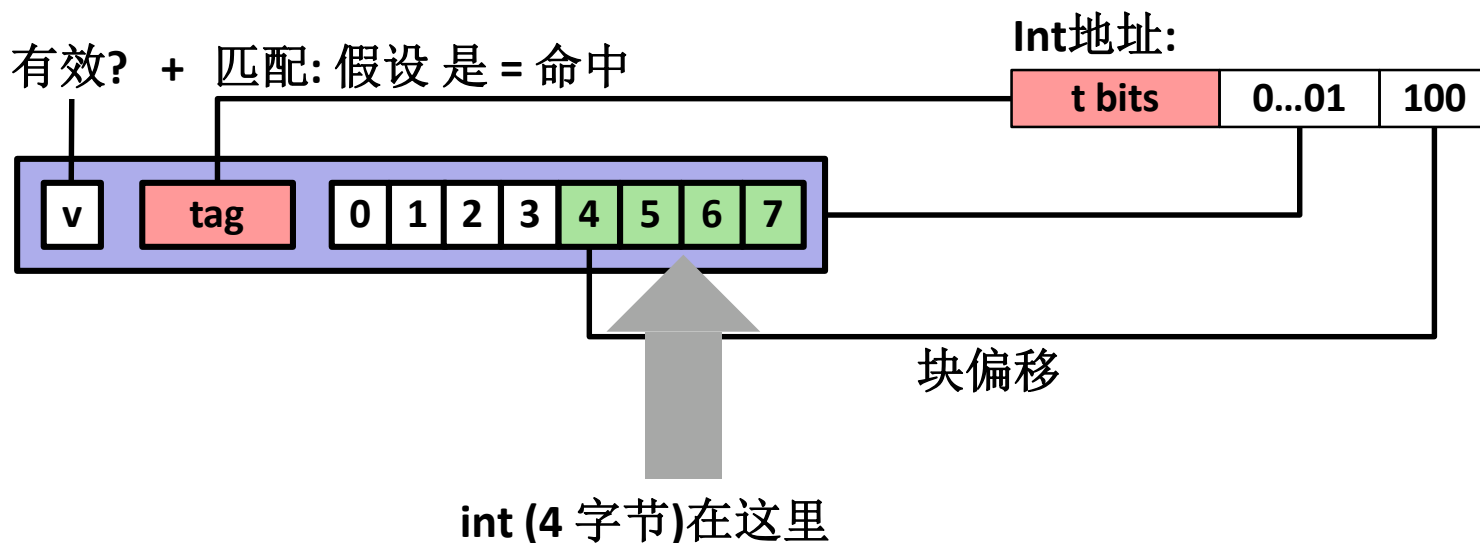 Int地址:
有效? + 匹配: 假设 是 = 命中
t bits 0...01 100
v tag 0 1 2 3 4 5 6 7
块偏移
int (4 字节)在这里